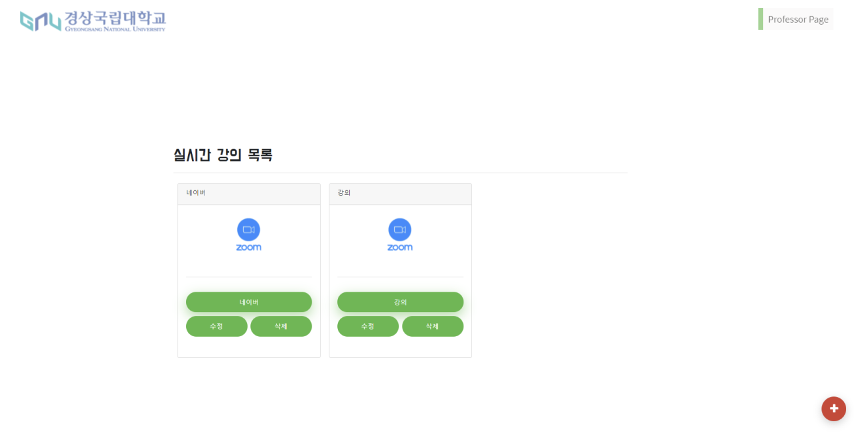 경상국립대학교
GYEONGSANG NATIONAL UNIVERSITY
Professor Page
실시간 강의 목록
네이버
강의
zoom
zoom
네이버
강의
수정
삭제
수정
삭제